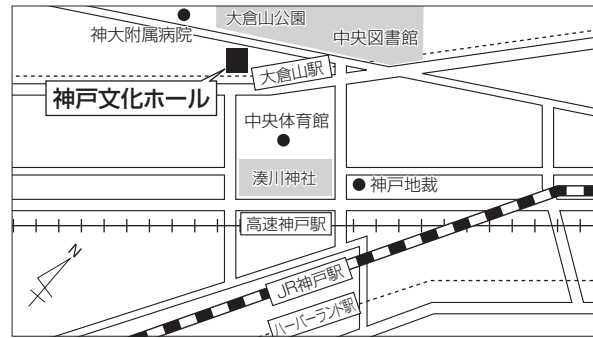 大倉山公園
神大附属病院
中央図書館
大倉山駅
神戸文化ホール
中央体育館
湊川神社
神戸地裁
高速神戸駅
N
JR神戸駅
ハーバーランド駅